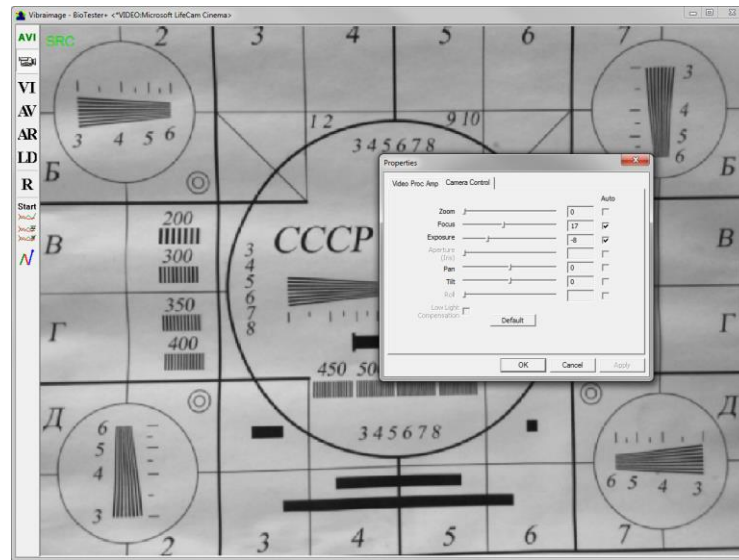 Vibraimage - BioTester+ <*VIDEO:Microsoft LifeCam Cinema>
AVI
SRC
VI
AV
AR
LD
R
Start
2 3 4 5 6 7
3 4 5 6
1 2
9 10
3 4 5 6 7 8
3
4
5
6
Б
Б
200
300
350
400
В
В
Г
Г
СССР
3
4
5
6
7
8
450 50
Properties
Video Proc Amp
Camera Control
Auto
Zoom 0
Focus 17
Exposure -8
Aperture (Iris)
Pan 0
Tilt 0
Roll
Low Light Compensation
Default
OK
Cancel
Apply
Д
Д
6
5
4
3
3 4 5 6 7 8
6 5 4 3
2 3 4 5 6 7